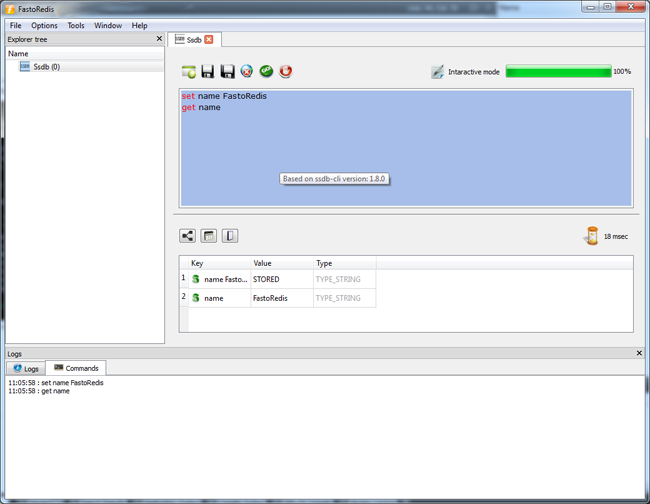 FastoRedis
File Options Tools Window Help
Explorer tree
Name
Ssdb (0)
Ssdb
Intaractive mode
100%
set name FastoRedis
get name
Based on ssdb-cli version: 1.8.0
18 msec
Key Value Type
1 name Fasto... STORED TYPE_STRING
2 name FastoRedis TYPE_STRING
Logs
Logs Commands
11:05:58 : set name FastoRedis
11:05:58 : get name